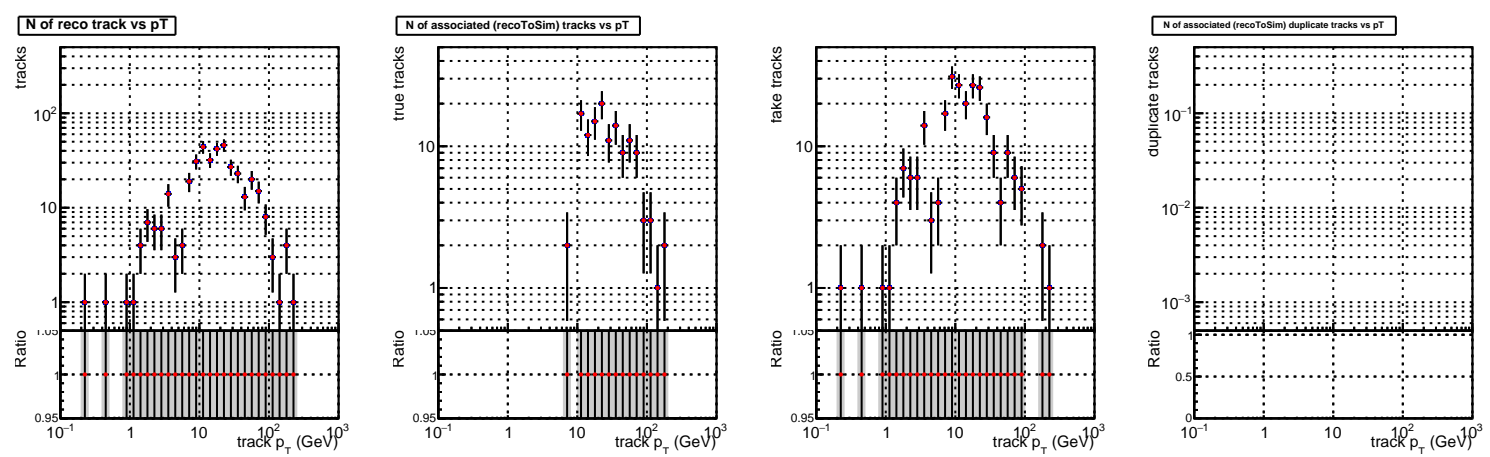 N of reco track vs pT
tracks
10²
10
1
1.05
Ratio
1
0.95
10⁻¹ 1 10 10² 10³
track p_T (GeV)
N of associated (recoToSim) tracks vs pT
true tracks
10
1
1.05
Ratio
1
0.95
10⁻¹ 1 10 10² 10³
track p_T (GeV)
fake tracks
10
1
1.05
Ratio
1
0.95
10⁻¹ 1 10 10² 10³
track p_T (GeV)
N of associated (recoToSim) duplicate tracks vs pT
duplicate tracks
10⁻¹
10⁻²
10⁻³
Ratio
1
0.5
0
10⁻¹ 1 10 10² 10³
track p_T (GeV)